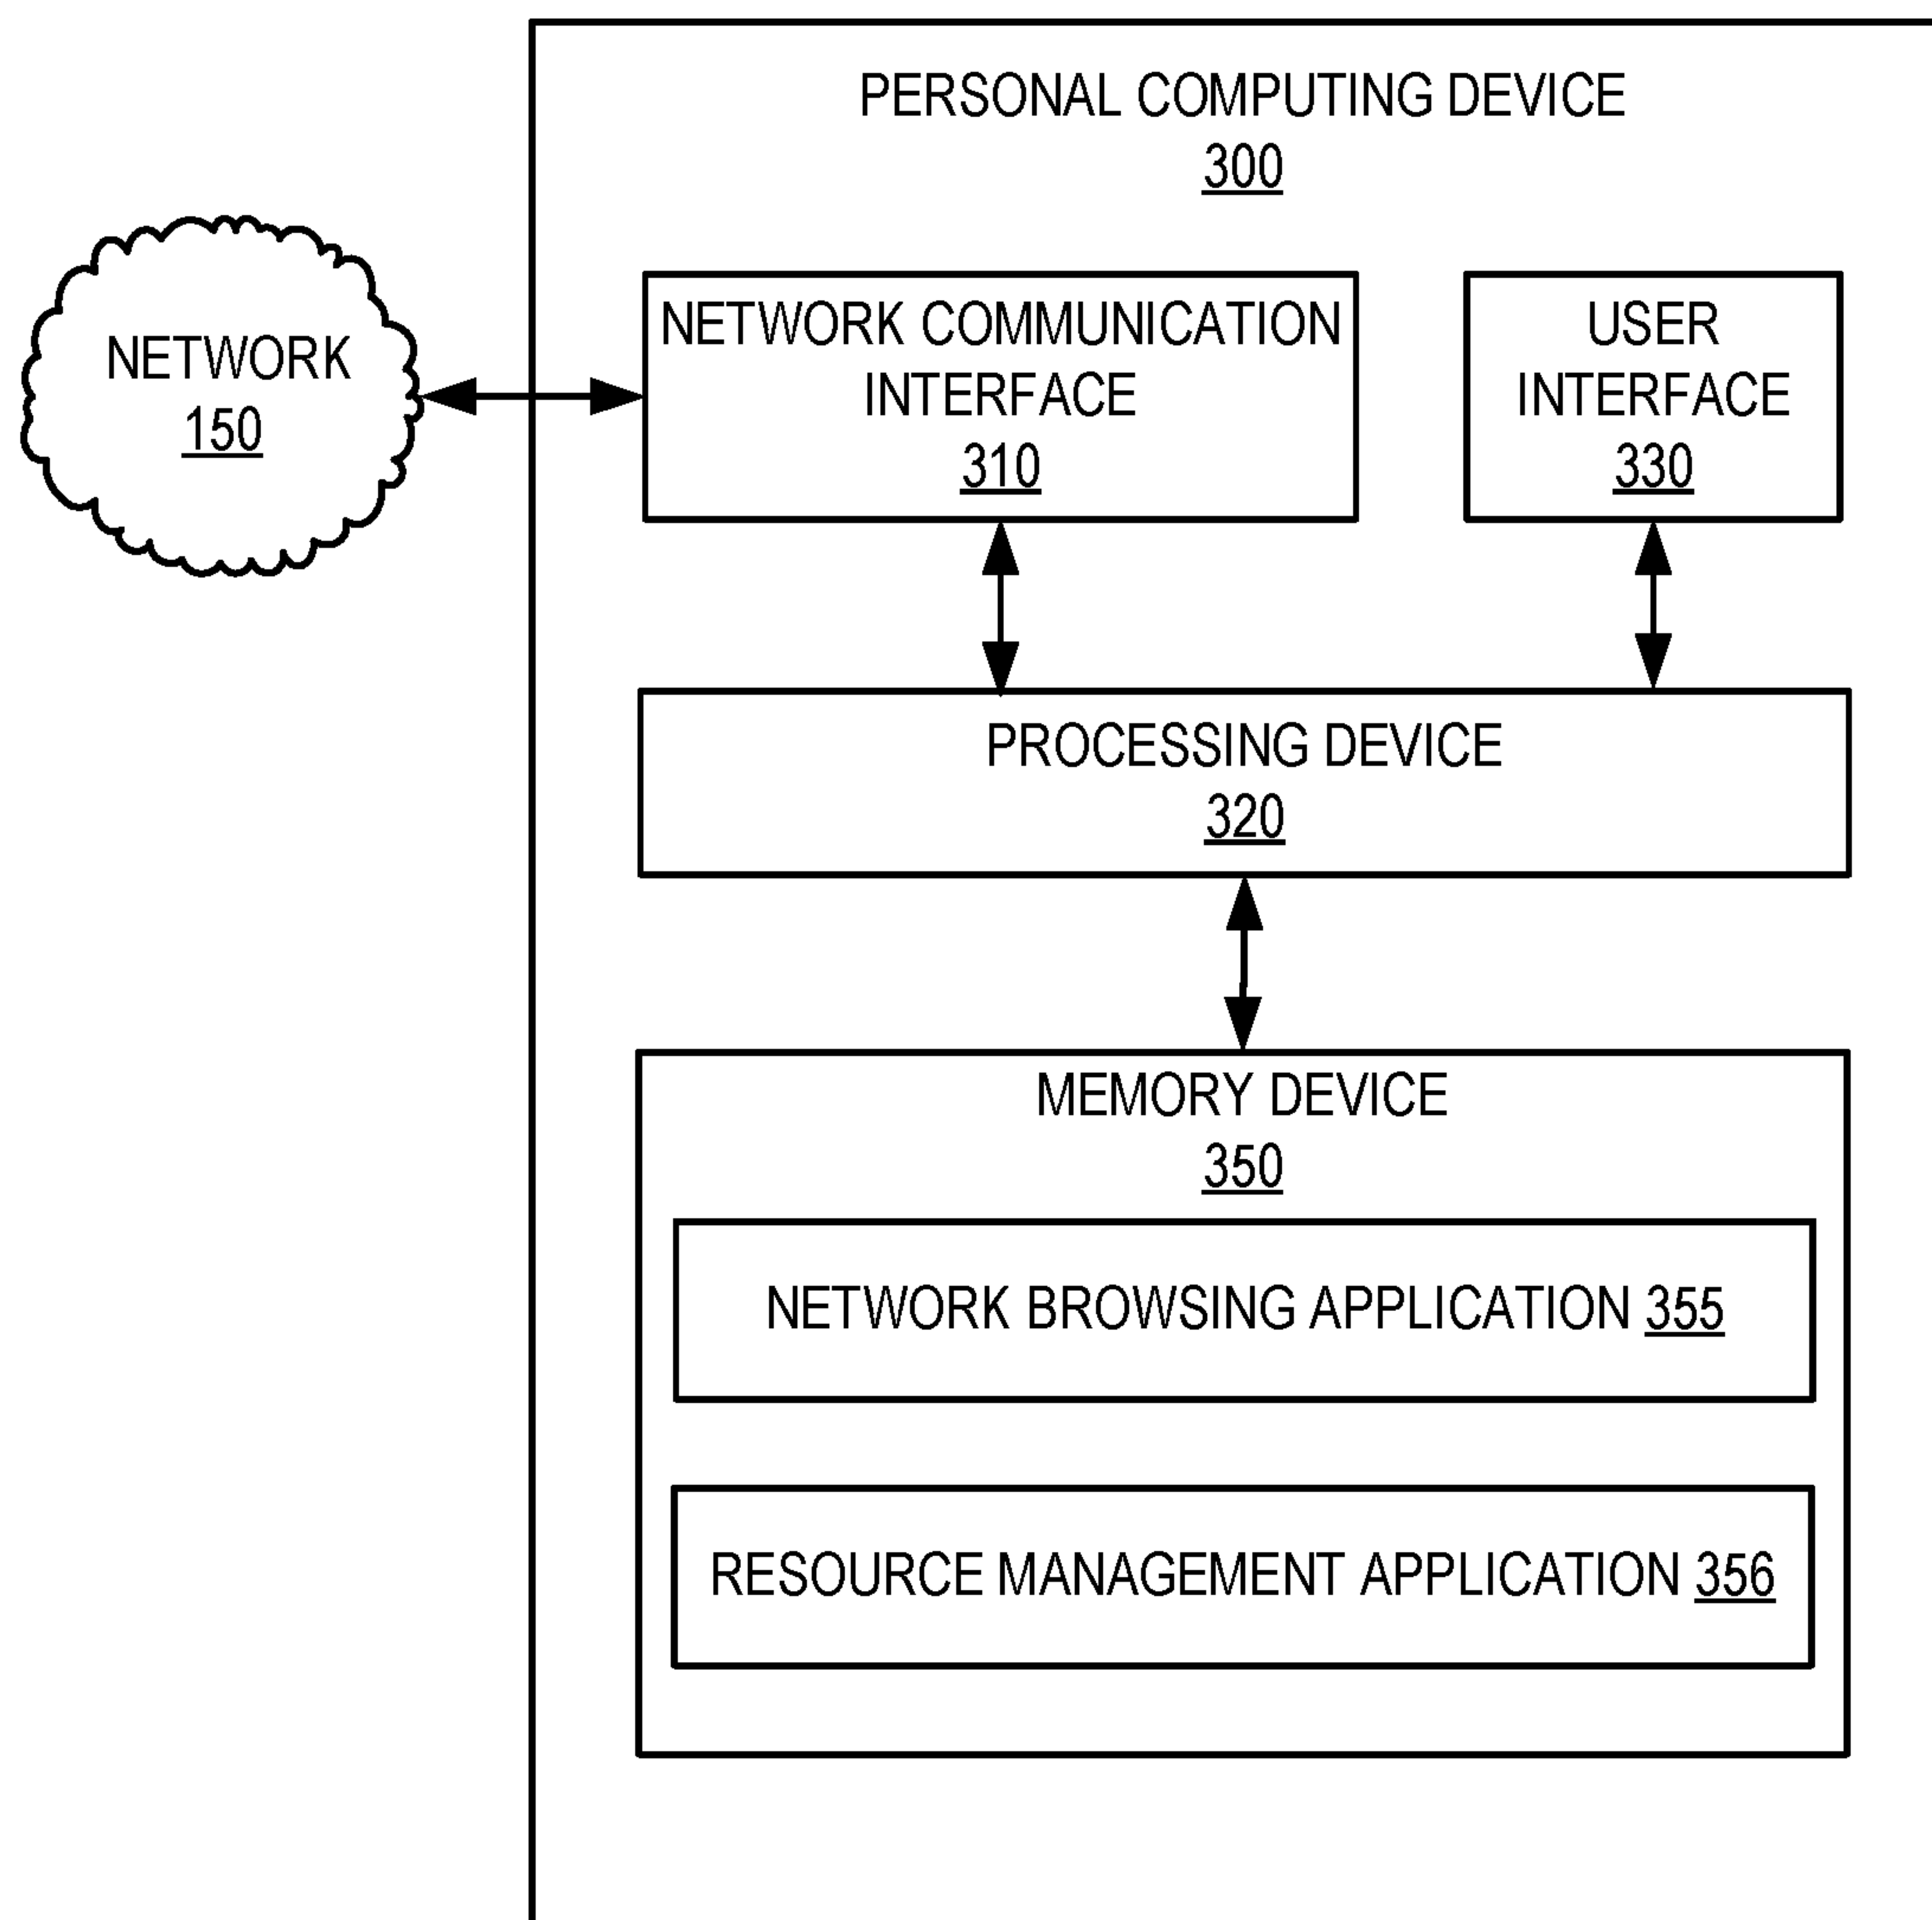 PERSONAL COMPUTING DEVICE
300
NETWORK
150
NETWORK COMMUNICATION
INTERFACE
310
USER
INTERFACE
330
PROCESSING DEVICE
320
MEMORY DEVICE
350
NETWORK BROWSING APPLICATION 355
RESOURCE MANAGEMENT APPLICATION 356